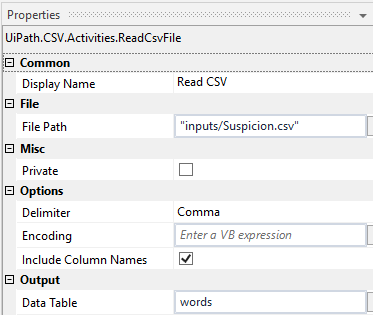 Properties
UiPath.CSV.Activities.ReadCsvFile
Common
Display Name Read CSV
File
File Path "inputs/Suspicion.csv"
Misc
Private
Options
Delimiter Comma
Encoding Enter a VB expression
Include Column Names
Output
Data Table words